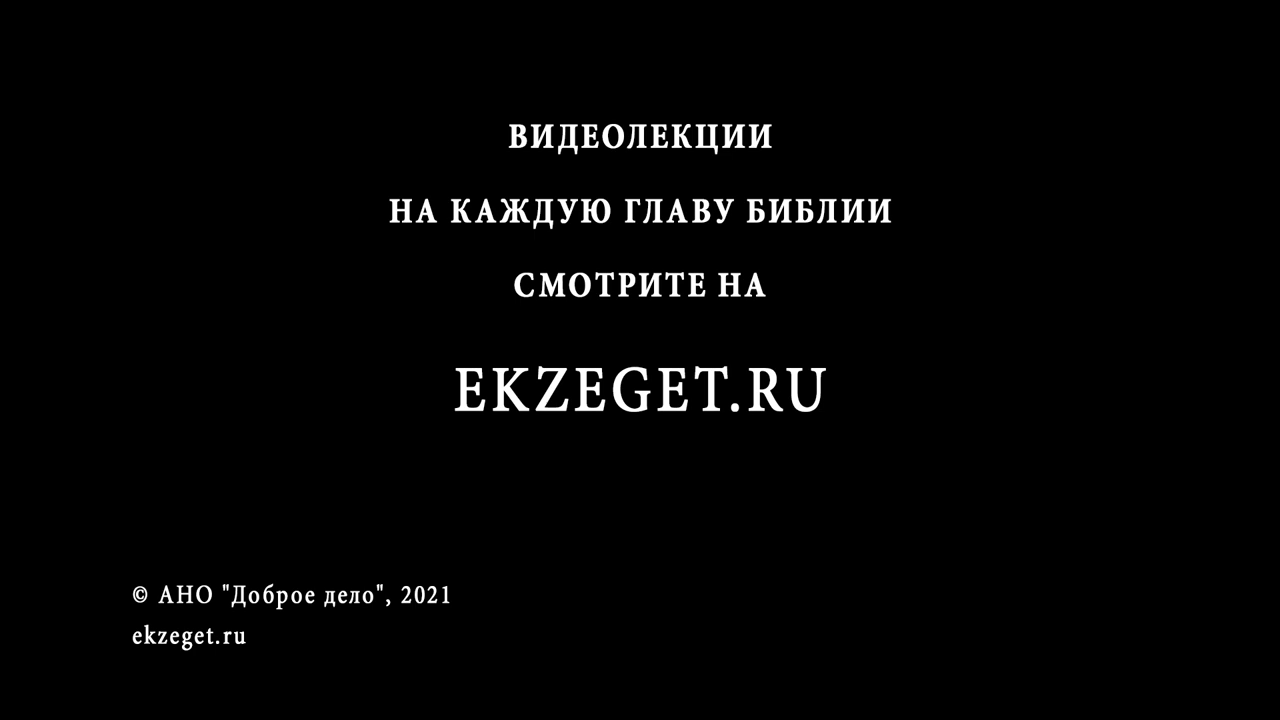 ВИДЕОЛЕКЦИИ
НА КАЖДУЮ ГЛАВУ БИБЛИИ
СМОТРИТЕ НА
EKZEGET.RU
© АНО "Доброе дело", 2021
ekzeget.ru